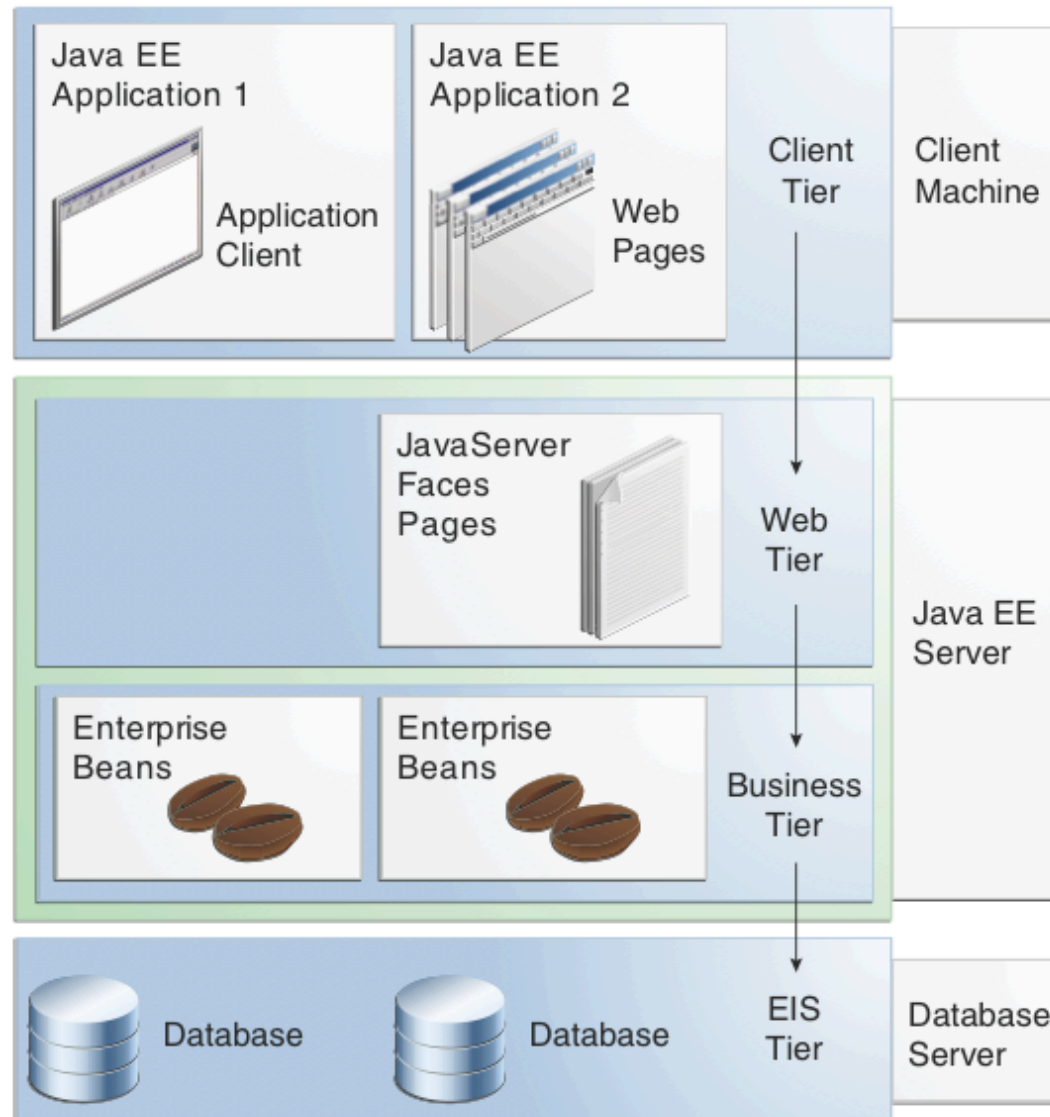 Java EE
Application 1
Application
Client
Java EE
Application 2
Web
Pages
Client
Tier
Client
Machine
JavaServer
Faces
Pages
Web
Tier
Java EE
Server
Enterprise
Beans
Enterprise
Beans
Business
Tier
Database
Database
EIS
Tier
Database
Server